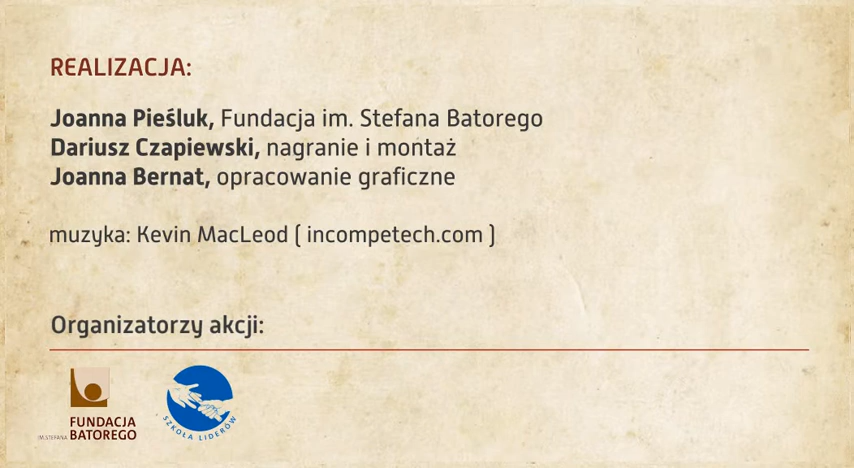 REALIZACJA:
Joanna Pieśluk, Fundacja im. Stefana Batorego
Dariusz Czapiewski, nagranie i montaż
Joanna Bernat, opracowanie graficzne
muzyka: Kevin MacLeod ( incompetech.com )
Organizatorzy akcji:
FUNDACJA
IM.STEFANA BATOREGO
SZKOŁA LIDERÓW